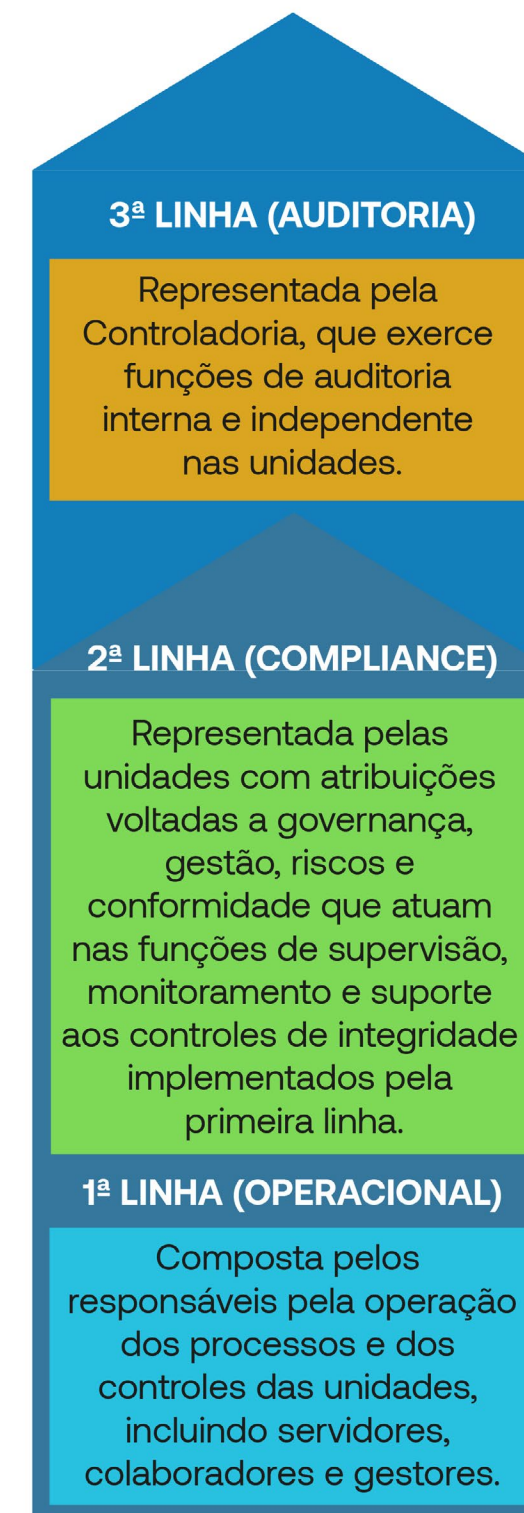 3ª LINHA (AUDITORIA)
Representada pela
Controladoria, que exerce
funções de auditoria
interna e independente
nas unidades.
2ª LINHA (COMPLIANCE)
Representada pelas
unidades com atribuições
voltadas a governança,
gestão, riscos e
conformidade que atuam
nas funções de supervisão,
monitoramento e suporte
aos controles de integridade
implementados pela
primeira linha.
1ª LINHA (OPERACIONAL)
Composta pelos
responsáveis pela operação
dos processos e dos
controles das unidades,
incluindo servidores,
colaboradores e gestores.